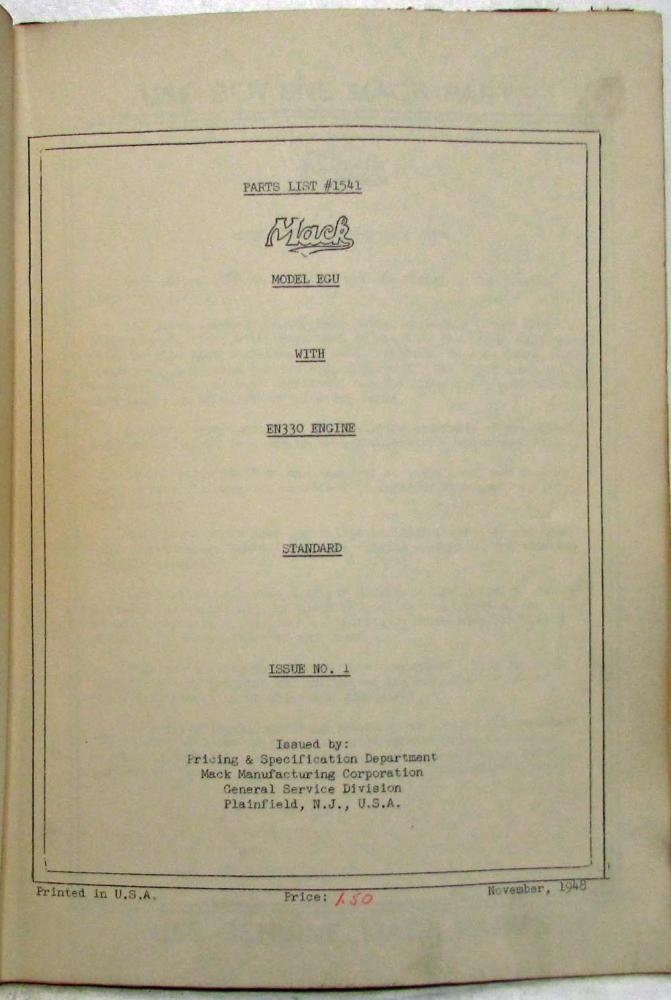 PARTS LIST #1541
Mack
MODEL EGU
WITH
EN330 ENGINE
STANDARD
ISSUE NO. 1
Issued by:
Pricing & Specification Department
Mack Manufacturing Corporation
General Service Division
Plainfield, N.J., U.S.A.
Printed in U.S.A. Price: 1.50 November, 1948